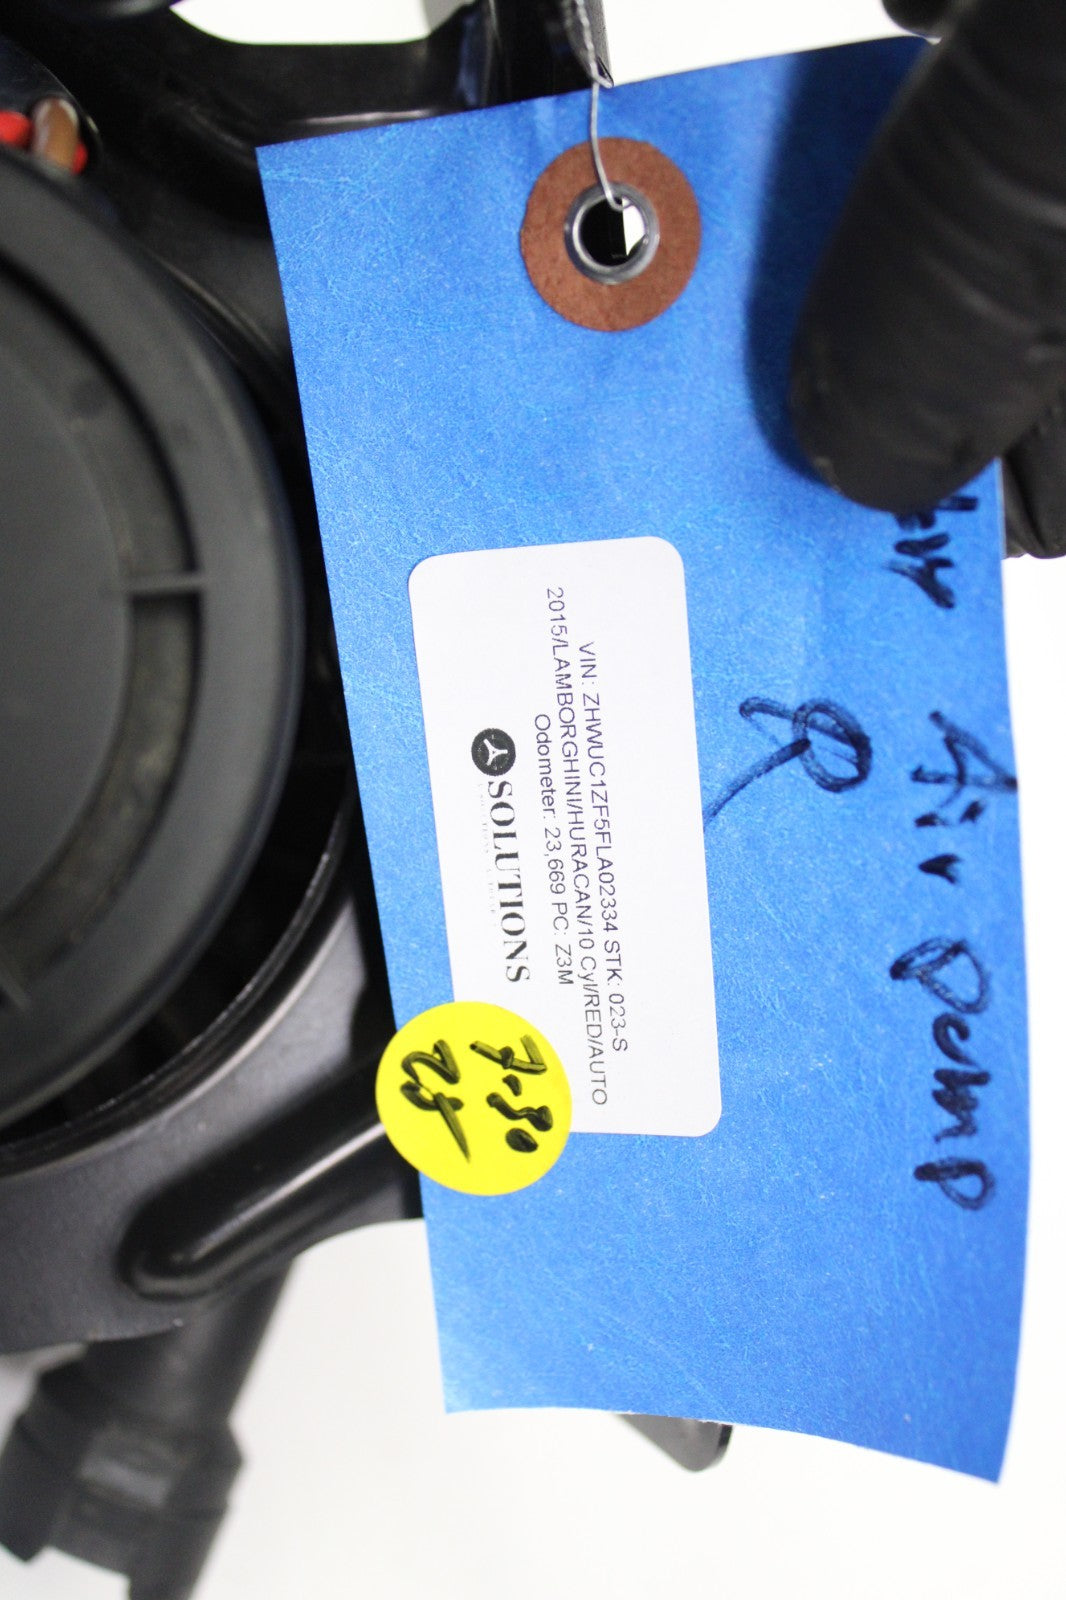 Air Pump
VIN: ZHWUC1ZF5FLA02334 STK: 023-S
2015/LAMBORGHINI/HURACAN/10 Cyl/RED/AUTO
Odometer: 23,669 PC: Z3M
SOLUTIONS
7-30